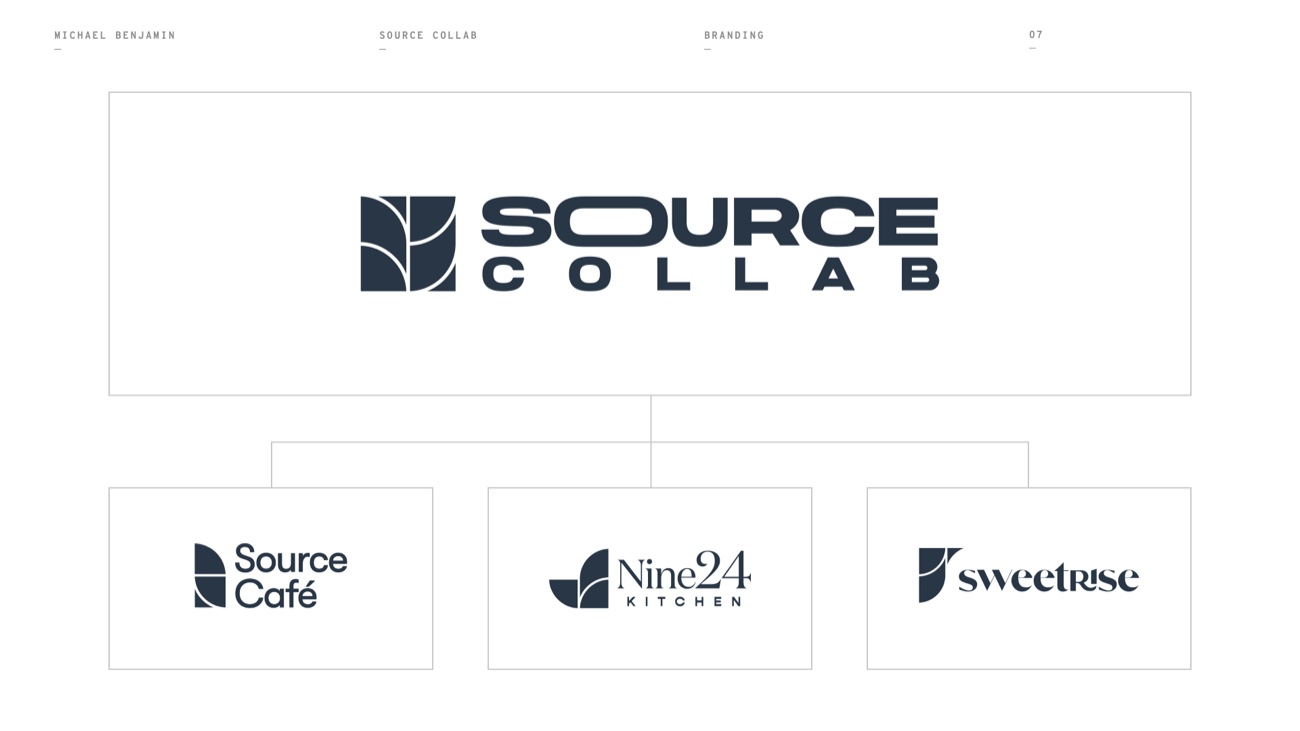 MICHAEL BENJAMIN
SOURCE COLLAB
BRANDING
07
SOURCE
COLLAB
Source
Café
Nine24
KITCHEN
sweetrise